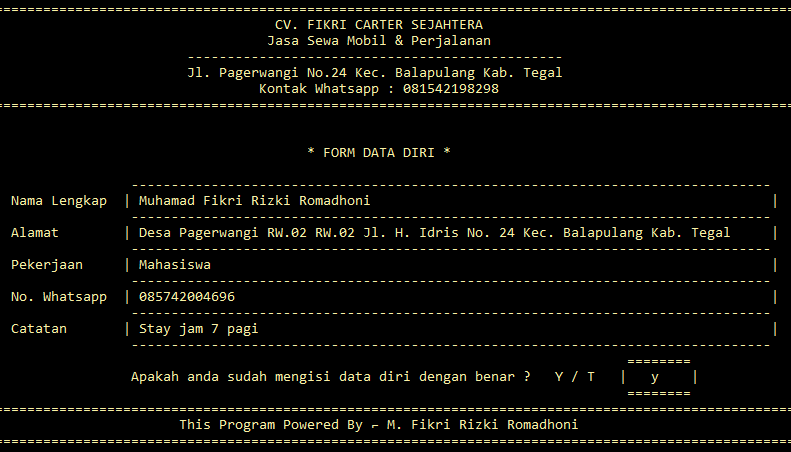 CV. FIKRI CARTER SEJAHTERA
Jasa Sewa Mobil & Perjalanan
Jl. Pagerwangi No.24 Kec. Balapulang Kab. Tegal
Kontak Whatsapp : 081542198298
* FORM DATA DIRI *
Nama Lengkap | Muhamad Fikri Rizki Romadhoni |
Alamat | Desa Pagerwangi RW.02 RW.02 Jl. H. Idris No. 24 Kec. Balapulang Kab. Tegal |
Pekerjaan | Mahasiswa |
No. Whatsapp | 085742004696 |
Catatan | Stay jam 7 pagi |
Apakah anda sudah mengisi data diri dengan benar ? Y / T | y |
This Program Powered By ⌐ M. Fikri Rizki Romadhoni